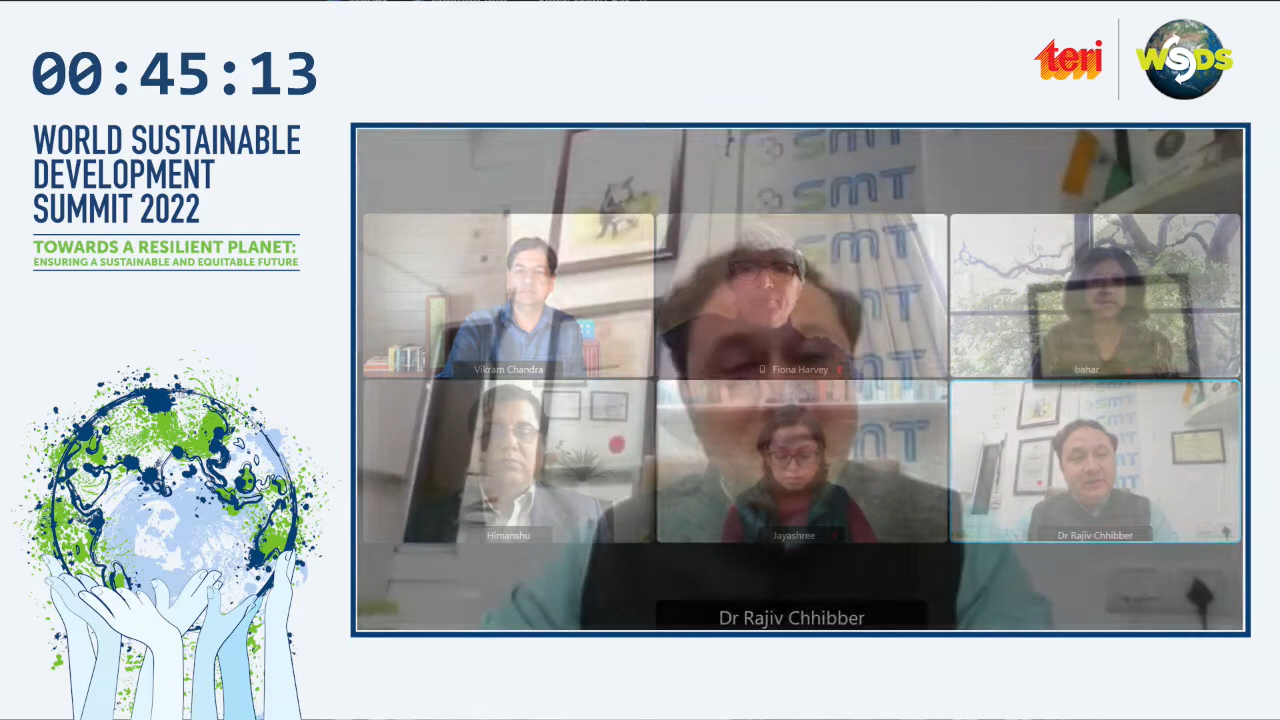 00:45:13
WORLD SUSTAINABLE
DEVELOPMENT
SUMMIT 2022
TOWARDS A RESILIENT PLANET:
ENSURING A SUSTAINABLE AND EQUITABLE FUTURE
teri
WSDS
SMT
SMT
SMT
SMT
Vikram Chandra
Fiona Harvey
bahar
Himanshu
Jayashree
Dr Rajiv Chhibber
Dr Rajiv Chhibber